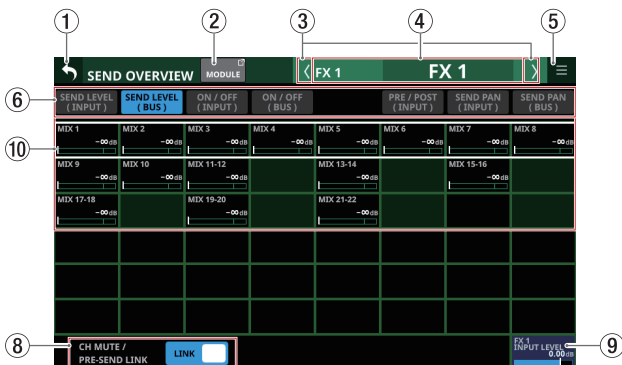 ① ② ③ ④ ⑤
SEND OVERVIEW MODULE FX 1 FX 1
⑥
SEND LEVEL (INPUT) SEND LEVEL (BUS) ON / OFF (INPUT) ON / OFF (BUS) PRE / POST (INPUT) SEND PAN (INPUT) SEND PAN (BUS)
⑩
MIX 1 MIX 2 MIX 3 MIX 4 MIX 5 MIX 6 MIX 7 MIX 8
-∞dB -∞dB -∞dB -∞dB -∞dB -∞dB -∞dB -∞dB
MIX 9 MIX 10 MIX 11-12 MIX 13-14 MIX 15-16
-∞dB -∞dB -∞dB -∞dB -∞dB
MIX 17-18 MIX 19-20 MIX 21-22
-∞dB -∞dB -∞dB
⑧
CH MUTE /
PRE-SEND LINK
LINK
FX 1
INPUT LEVEL
0.00dB
⑨